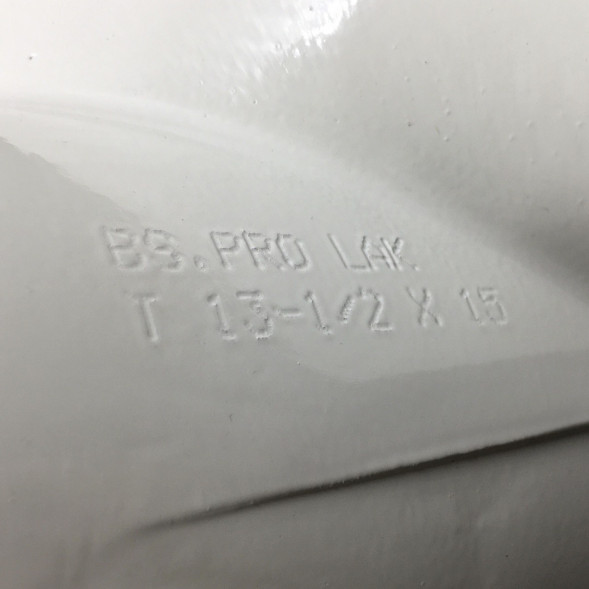 BS.PRO LAK
T 13-1/2 X 15